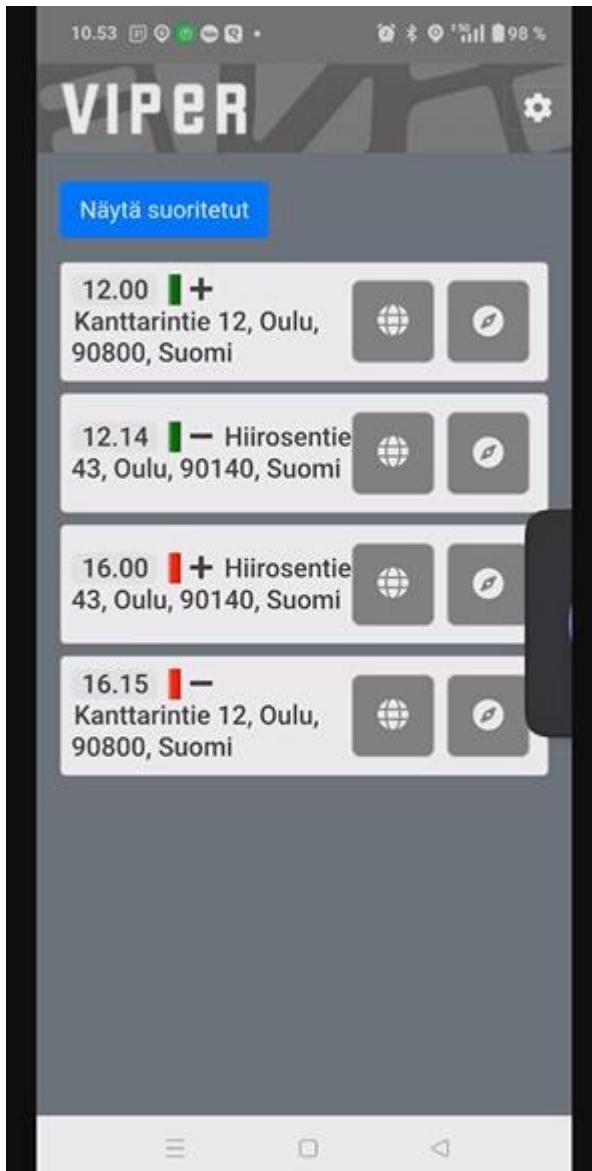 10.53
98 %
VIPER
Näytä suoritetut
12.00 +
Kanttarintie 12, Oulu,
90800, Suomi
12.14 – Hiirosentie
43, Oulu, 90140, Suomi
16.00 + Hiirosentie
43, Oulu, 90140, Suomi
16.15 –
Kanttarintie 12, Oulu,
90800, Suomi